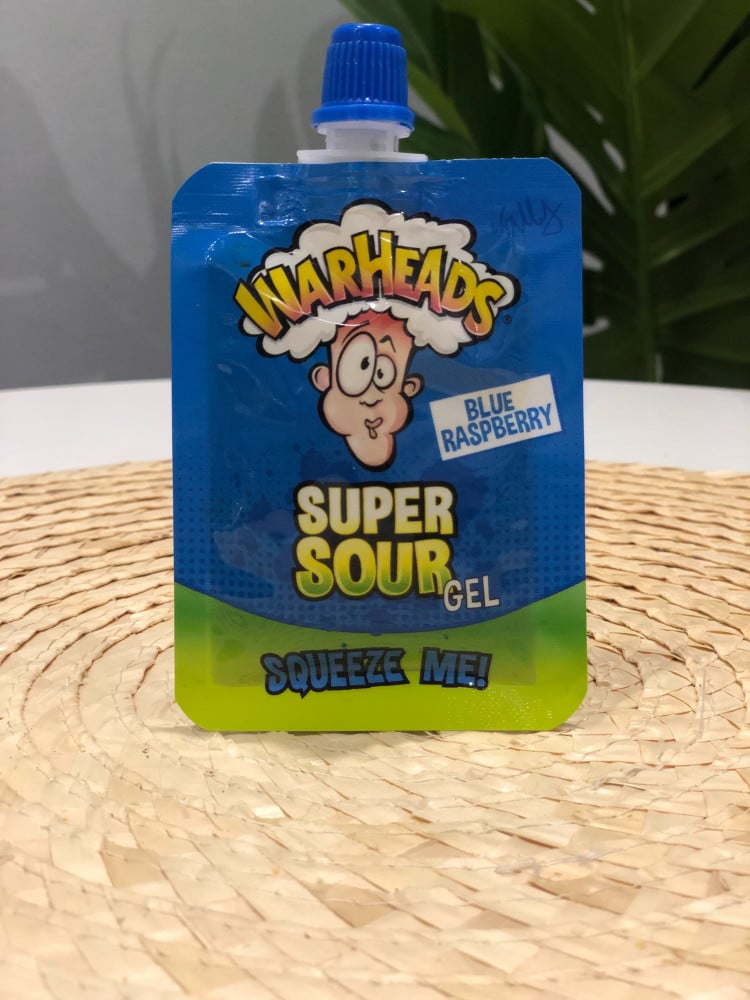 WARHEADS®
BLUE
RASPBERRY
SUPER
SOUR
GEL
SQUEEZE ME!